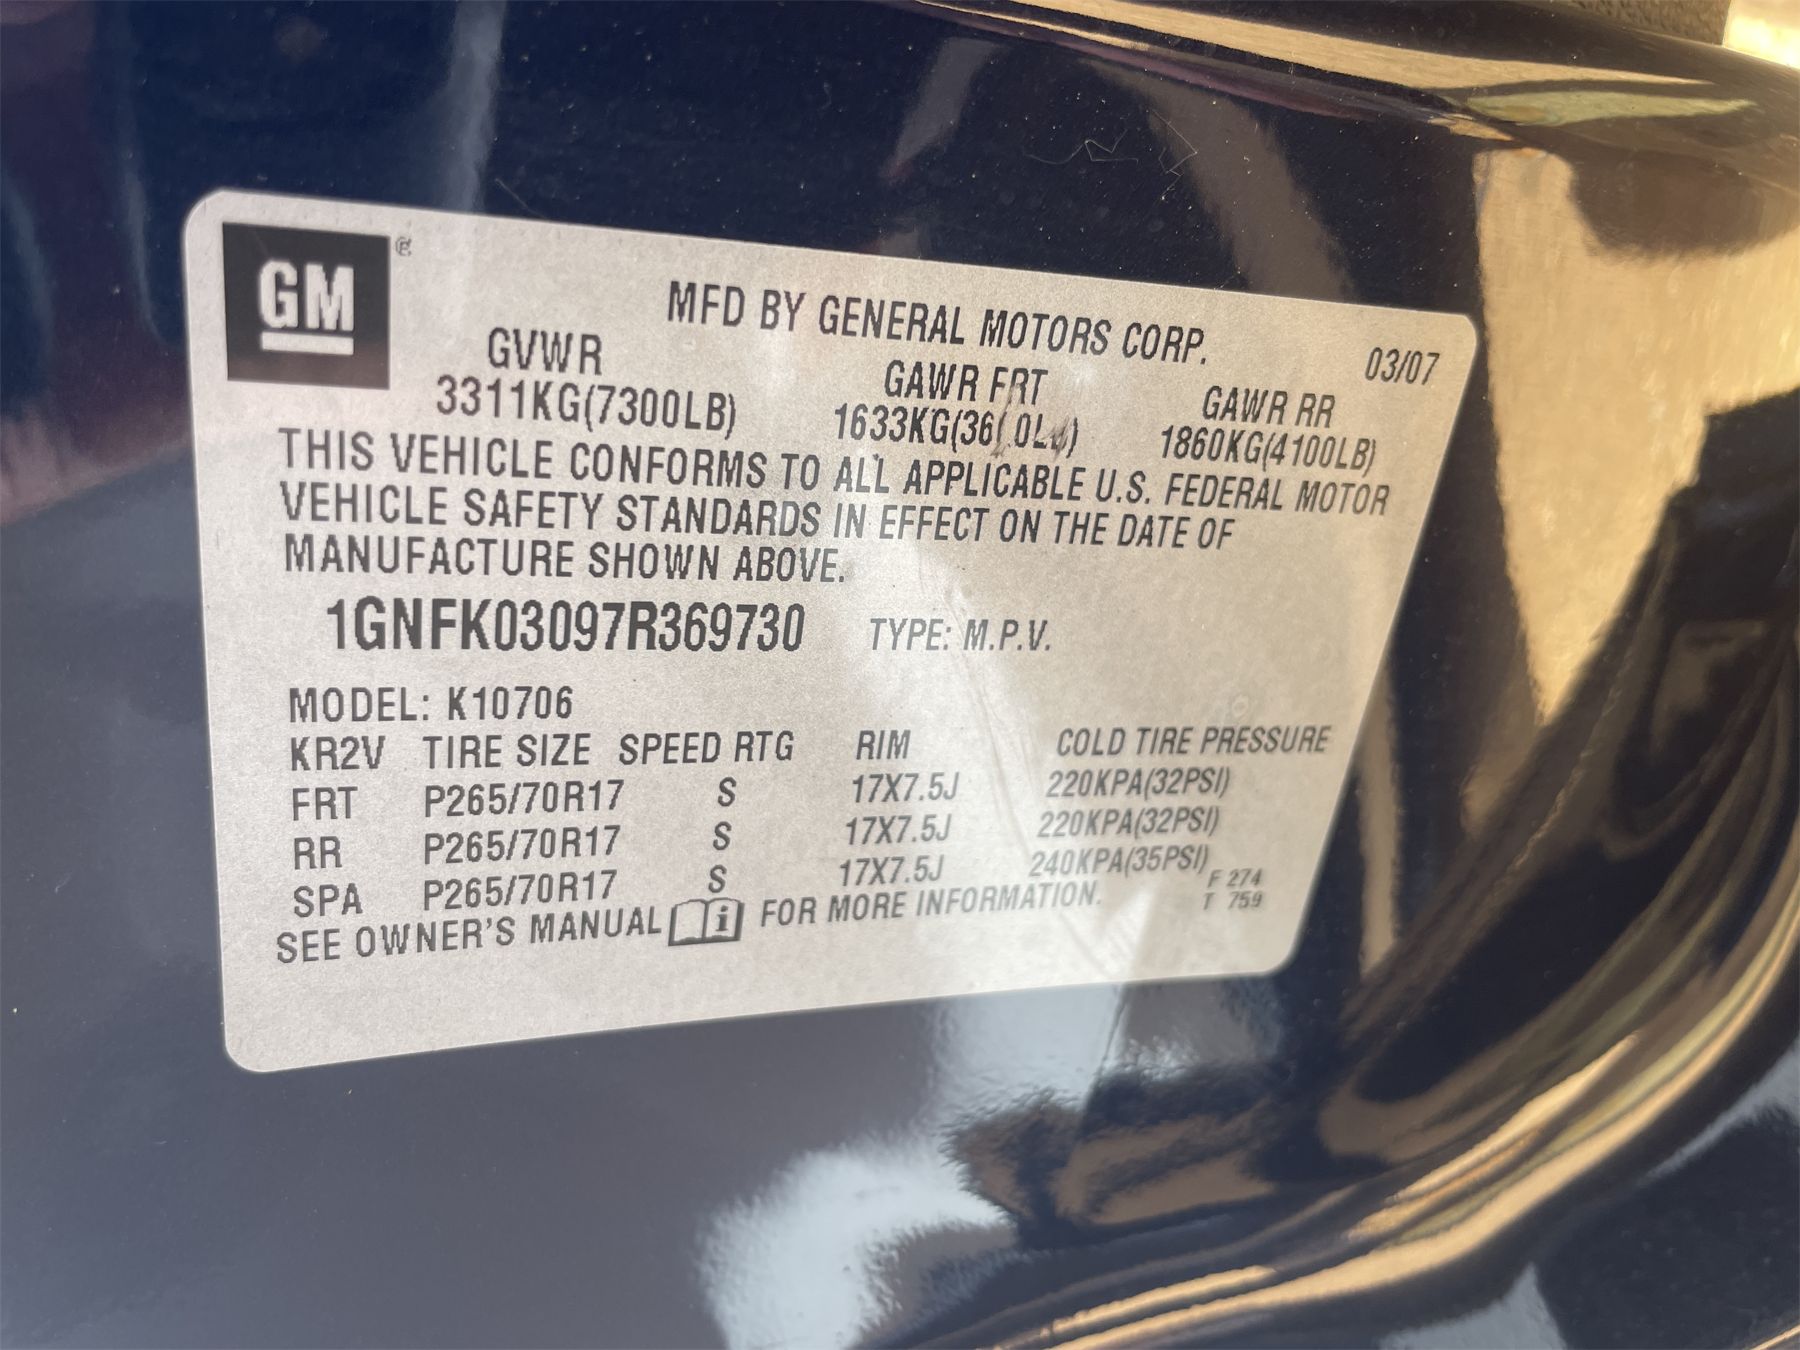 GM ®
MFD BY GENERAL MOTORS CORP. 03/07
GVWR GAWR FRT GAWR RR
3311KG(7300LB) 1633KG( 1860KG(4100LB)
THIS VEHICLE CONFORMS TO ALL APPLICABLE U.S. FEDERAL MOTOR
VEHICLE SAFETY STANDARDS IN EFFECT ON THE DATE OF
MANUFACTURE SHOWN ABOVE.
1GNFK03097R369730 TYPE: M.P.V.
MODEL: K10706
KR2V TIRE SIZE SPEED RTG RIM COLD TIRE PRESSURE
FRT P265/70R17 S 17X7.5J 220KPA(32PSI)
RR P265/70R17 S 17X7.5J 220KPA(32PSI)
SPA P265/70R17 S 17X7.5J 240KPA(35PSI)
SEE OWNER'S MANUAL i FOR MORE INFORMATION.
F 274
T 759